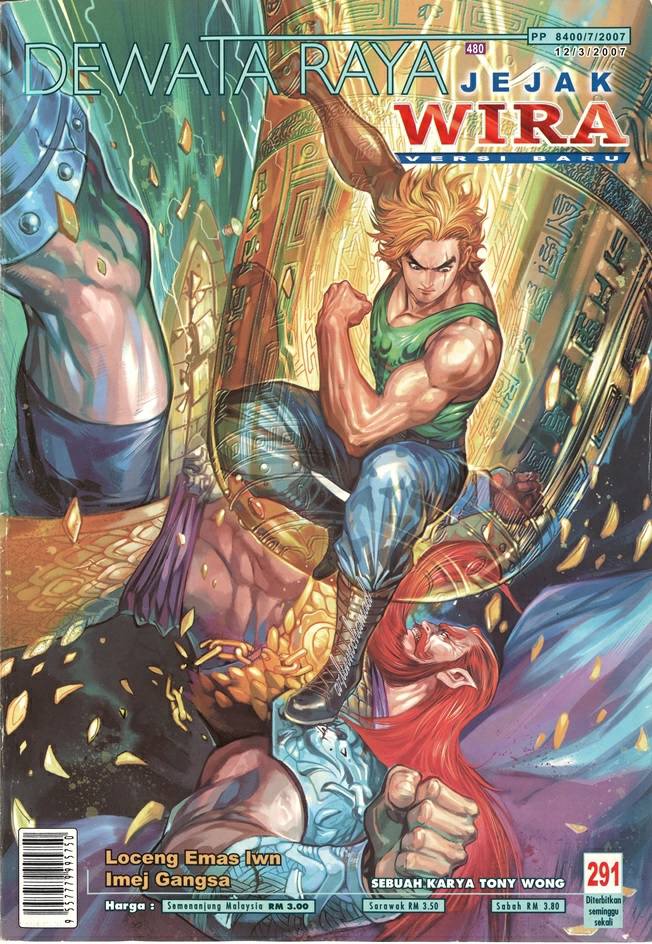 PP 8400/7/2007
12/3/2007
DEWATA RAYA 480
JEJAK
WIRA
VERSI BARU
Loceng Emas lwn
Imej Gangsa
SEBUAH KARYA TONY WONG
Harga : Semenanjung Malaysia RM 3.00 Sarawak RM 3.50 Sabah RM 3.80
291
Diterbitkan
seminggu
sekali
9 557779 995750